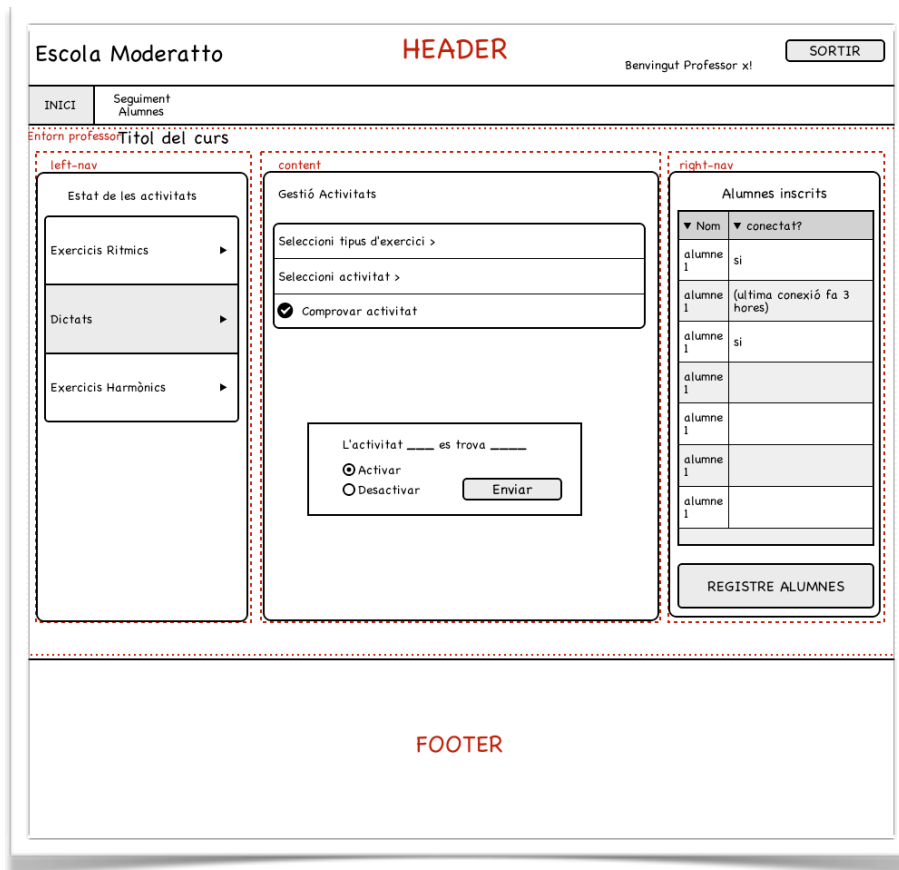 Escola Moderatto
HEADER
Benvingut Professor x!
SORTIR
INICI
Seguiment
Alumnes
Entorn professor
Titol del curs
left-nav
Estat de les activitats
Exercicis Ritmics
Dictats
Exercicis Harmònics
content
Gestió Activitats
Seleccioni tipus d'exercici >
Seleccioni activitat >
Comprovar activitat
L'activitat ___ es trova ____
Activar
Desactivar
Enviar
right-nav
Alumnes inscrits
▼ Nom ▼ conectat?
alumne
1
si
alumne
1
(ultima conexió fa 3
hores)
alumne
1
si
alumne
1
alumne
1
alumne
1
alumne
1
REGISTRE ALUMNES
FOOTER